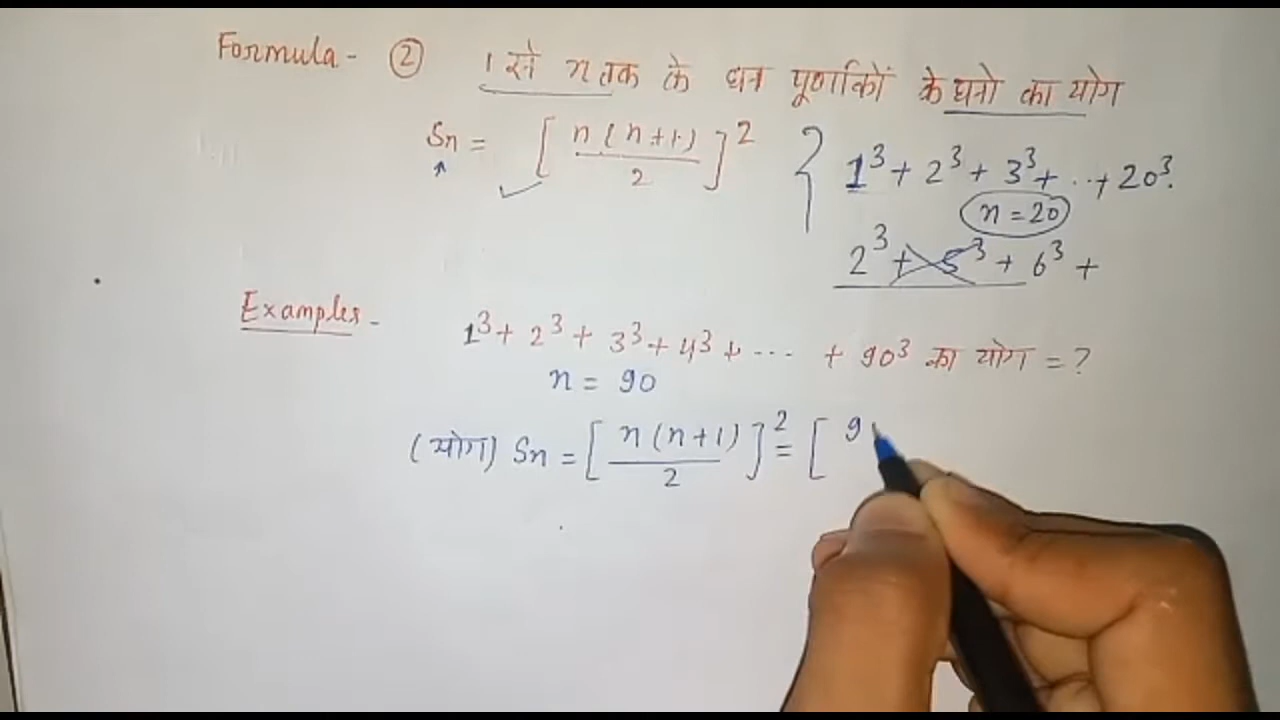 Formula - ② 1 से n तक के धन पूर्णाकों के घनो का योग
Sn = [ n(n+1) / 2 ]² { 1³ + 2³ + 3³ + .. + 20³.
n = 20
2³ + 5³ + 6³ +
Examples - 1³ + 2³ + 3³ + 4³ + ... + 90³ का योग = ?
n = 90
(योग) Sn = [ n(n+1) / 2 ]² = [ 9